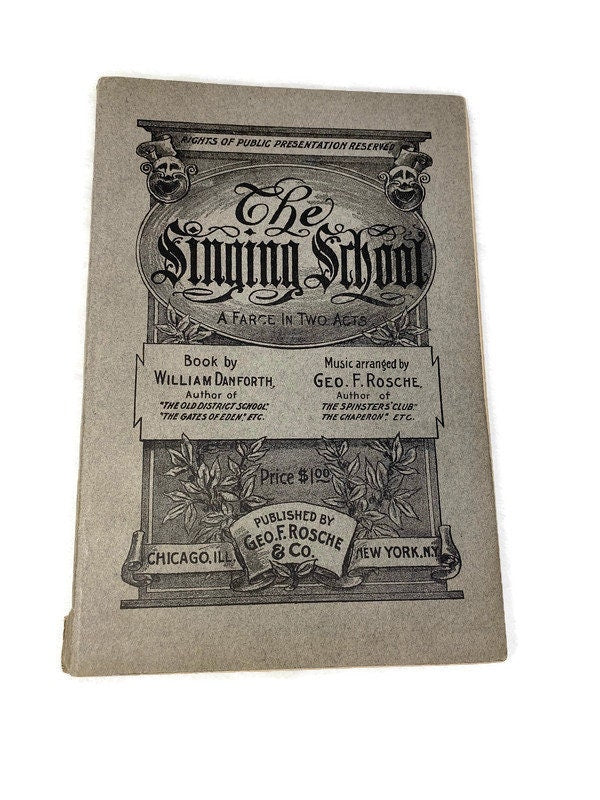 RIGHTS OF PUBLIC PRESENTATION RESERVED
The
Singing School
A FARCE IN TWO ACTS
Book by
WILLIAM DANFORTH,
Author of
"THE OLD DISTRICT SCHOOL"
"THE GATES OF EDEN," ETC.
Music arranged by
GEO. F. ROSCHE,
Author of
THE SPINSTERS' CLUB."
THE CHAPERON". ETC.
Price $1.00
PUBLISHED BY
GEO. F. ROSCHE
& CO.
CHICAGO, ILL.
NEW YORK, N.Y.